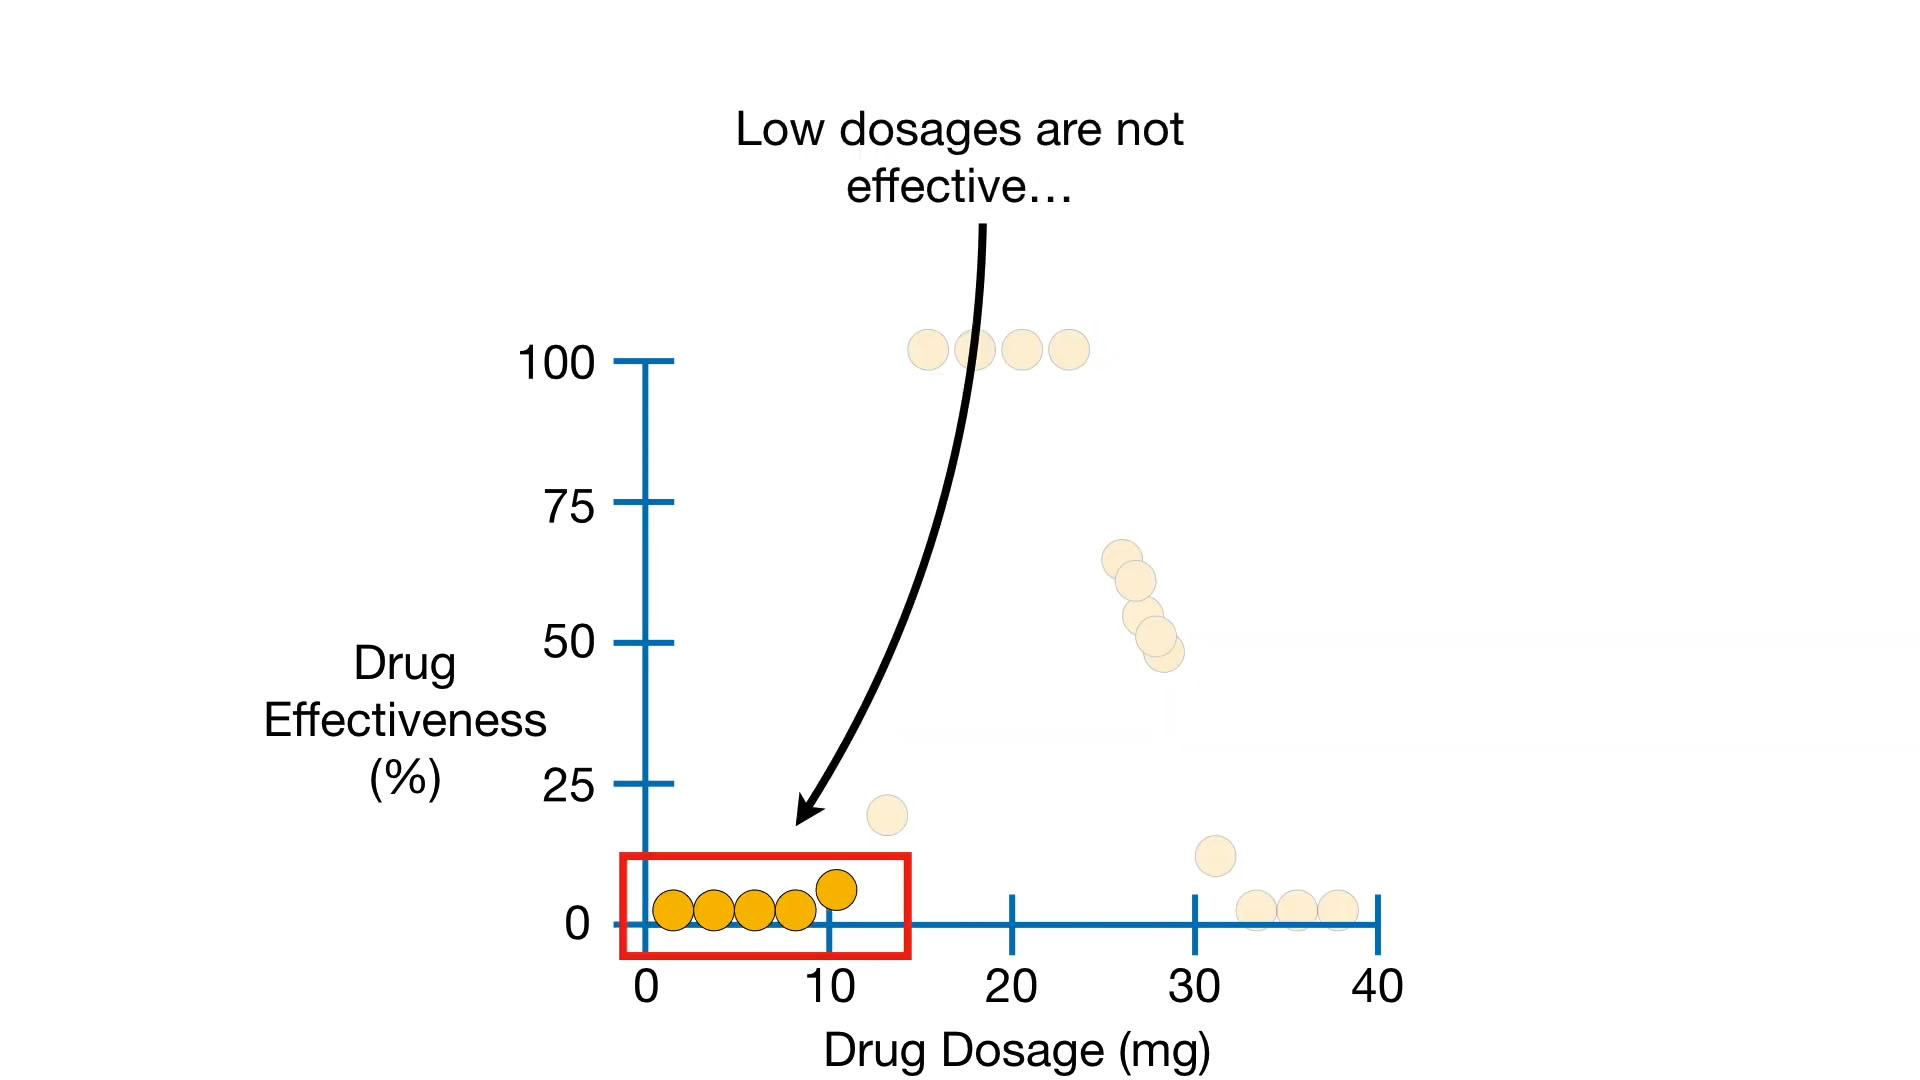 Low dosages are not
effective…
100
75
50
25
0
Drug
Effectiveness
(%)
0
10
20
30
40
Drug Dosage (mg)